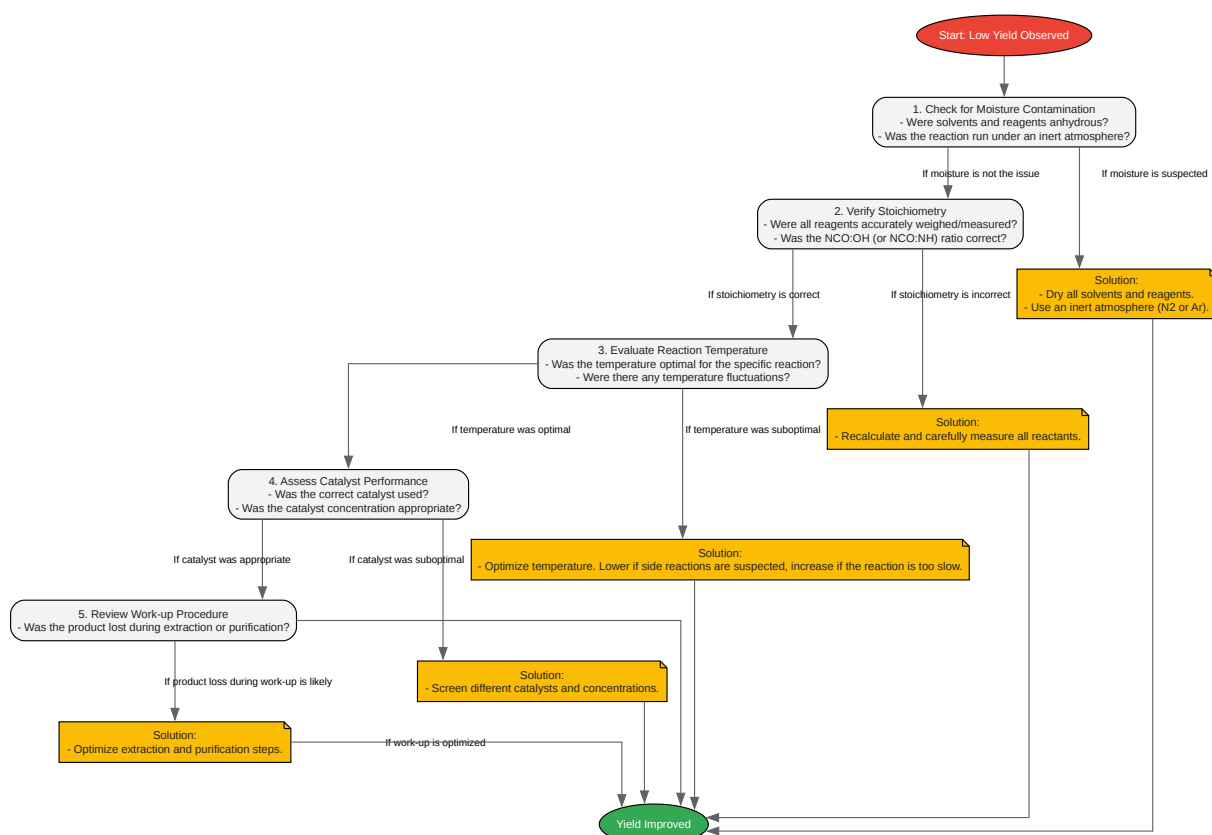 Start: Low Yield Observed
1. Check for Moisture Contamination
- Were solvents and reagents anhydrous?
- Was the reaction run under an inert atmosphere?
If moisture is not the issue
If moisture is suspected
2. Verify Stoichiometry
- Were all reagents accurately weighed/measured?
- Was the NCO:OH (or NCO:NH) ratio correct?
Solution:
- Dry all solvents and reagents.
- Use an inert atmosphere (N2 or Ar).
If stoichiometry is correct
If stoichiometry is incorrect
3. Evaluate Reaction Temperature
- Was the temperature optimal for the specific reaction?
- Were there any temperature fluctuations?
Solution:
- Recalculate and carefully measure all reactants.
If temperature was optimal
If temperature was suboptimal
4. Assess Catalyst Performance
- Was the correct catalyst used?
- Was the catalyst concentration appropriate?
Solution:
- Optimize temperature. Lower if side reactions are suspected, increase if the reaction is too slow.
If catalyst was appropriate
If catalyst was suboptimal
5. Review Work-up Procedure
- Was the product lost during extraction or purification?
Solution:
- Screen different catalysts and concentrations.
If product loss during work-up is likely
Solution:
- Optimize extraction and purification steps.
If work-up is optimized
Yield Improved